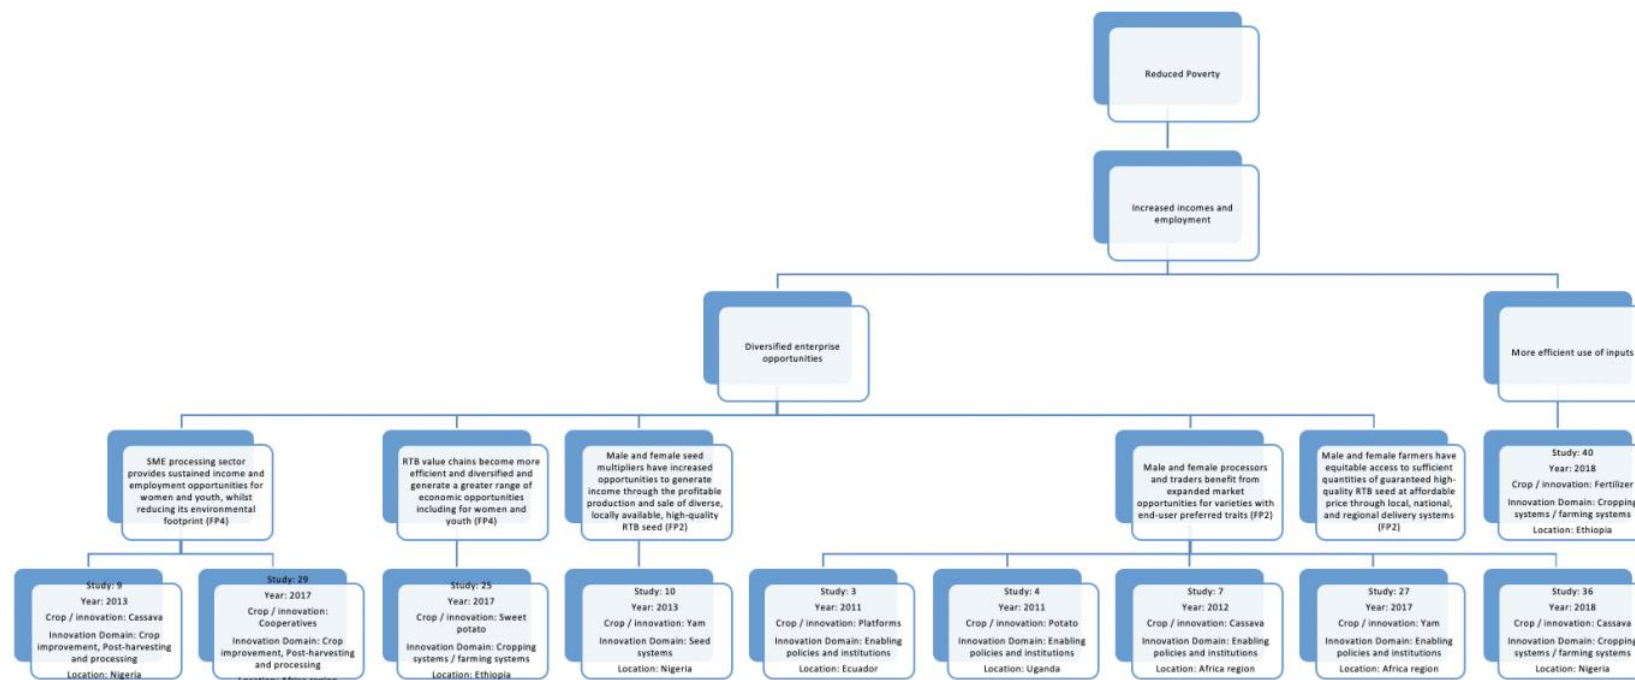 Reduced Poverty
Increased incomes and
employment
Diversified enterprise
opportunities
More efficient use of inputs
SME processing sector
provides sustained income and
employment opportunities for
women and youth, whilst
reducing its environmental
footprint (FP4)
RTB value chains become more
efficient and diversified and
generate a greater range of
economic opportunities
including for women and
youth (FP4)
Male and female seed
multipliers have increased
opportunities to generate
income through the profitable
production and sale of diverse,
locally available, high-quality
RTB seed (FP2)
Male and female processors
and traders benefit from
expanded market
opportunities for varieties with
end-user preferred traits (FP2)
Male and female farmers have
equitable access to sufficient
quantities of guaranteed high-
quality RTB seed at affordable
price through local, national,
and regional delivery systems
(FP2)
Study: 40
Year: 2018
Crop / innovation: Fertilizer
Innovation Domain: Cropping
systems / farming systems
Location: Ethiopia
Study: 9
Year: 2013
Crop / innovation: Cassava
Innovation Domain: Crop
improvement, Post-harvesting
and processing
Location: Nigeria
Study: 29
Year: 2017
Crop / innovation:
Cooperatives
Innovation Domain: Crop
improvement, Post-harvesting
and processing
Location: Africa region
Study: 25
Year: 2017
Crop / innovation: Sweet
potato
Innovation Domain: Cropping
systems / farming systems
Location: Ethiopia
Study: 10
Year: 2013
Crop / innovation: Yam
Innovation Domain: Seed
systems
Location: Nigeria
Study: 3
Year: 2011
Crop / innovation: Platforms
Innovation Domain: Enabling
policies and institutions
Location: Ecuador
Study: 4
Year: 2011
Crop / innovation: Potato
Innovation Domain: Enabling
policies and institutions
Location: Uganda
Study: 7
Year: 2012
Crop / innovation: Cassava
Innovation Domain: Enabling
policies and institutions
Location: Africa region
Study: 27
Year: 2017
Crop / innovation: Yam
Innovation Domain: Enabling
policies and institutions
Location: Africa region
Study: 36
Year: 2018
Crop / innovation: Cassava
Innovation Domain: Cropping
systems / farming systems
Location: Nigeria